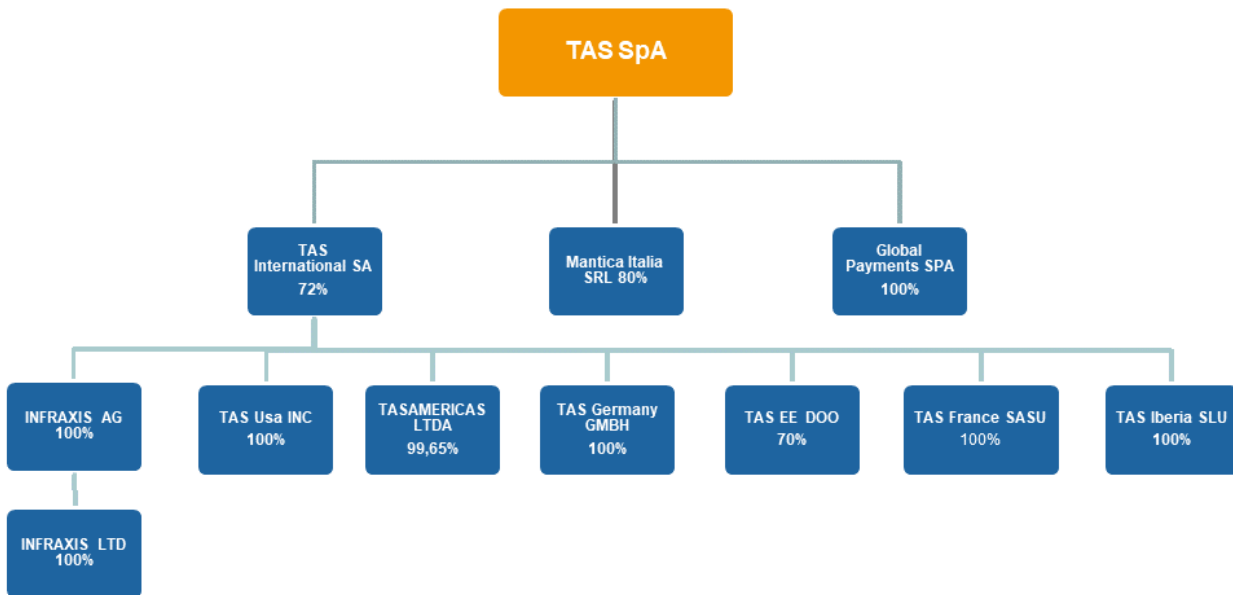 TAS SpA
TAS
International SA
72%
Mantica Italia
SRL 80%
Global
Payments SPA
100%
INFRAXIS AG
100%
TAS Usa INC
100%
TASAMERICAS
LTDA
99,65%
TAS Germany
GMBH
100%
TAS EE DOO
70%
TAS France SASU
100%
TAS Iberia SLU
100%
INFRAXIS LTD
100%